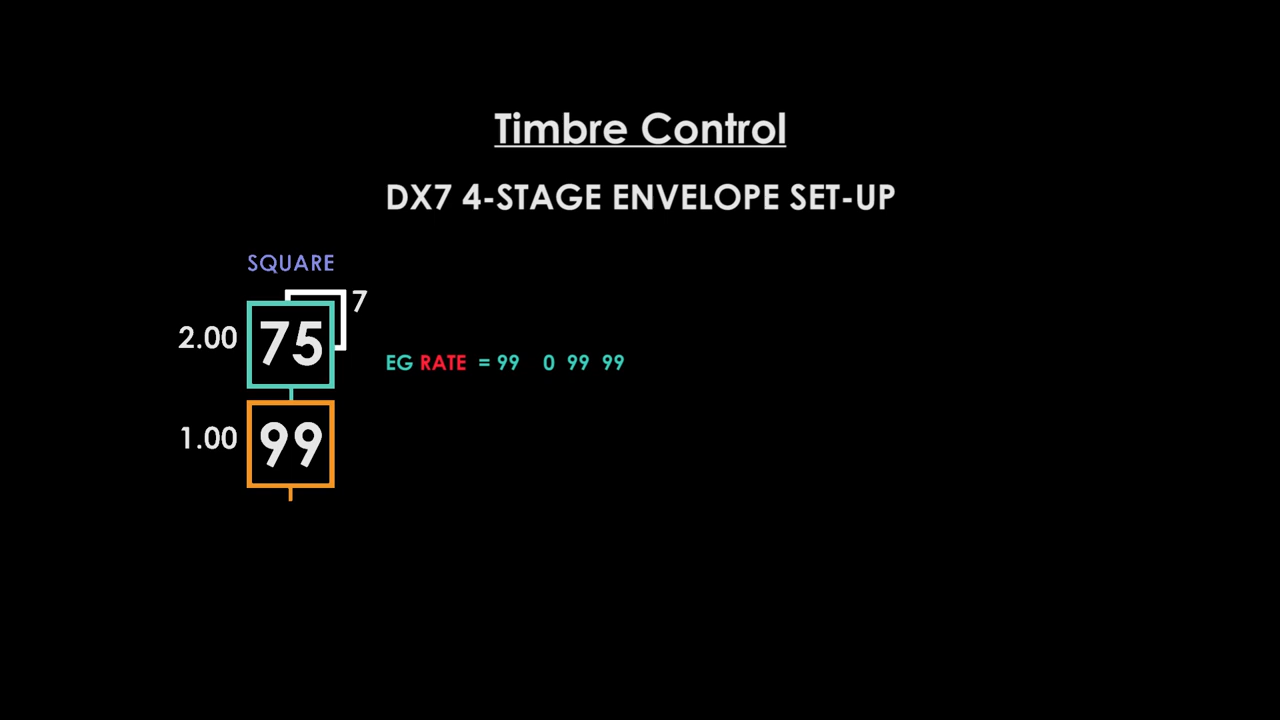 Timbre Control
DX7 4-STAGE ENVELOPE SET-UP
SQUARE
7
2.00 75
EG RATE = 99 0 99 99
1.00 99